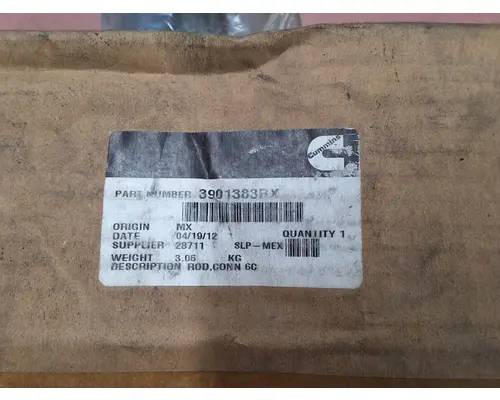 Cummins
PART NUMBER 3901383RX
ORIGIN MX
DATE 04/19/12 QUANTITY 1
SUPPLIER 28711 SLP-MEX
WEIGHT 3.06 KG
DESCRIPTION ROD,CONN 6C